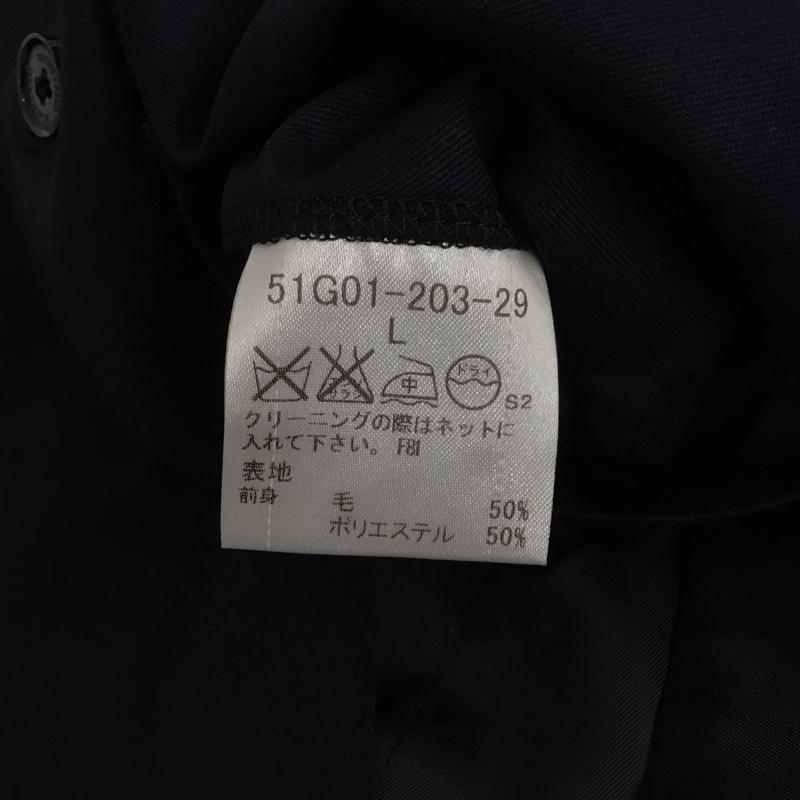 51G01-203-29
L
中 ドライ S2
クリーニングの際はネットに
入れて下さい。 F8I
表地
前身 毛 50%
ポリエステル 50%